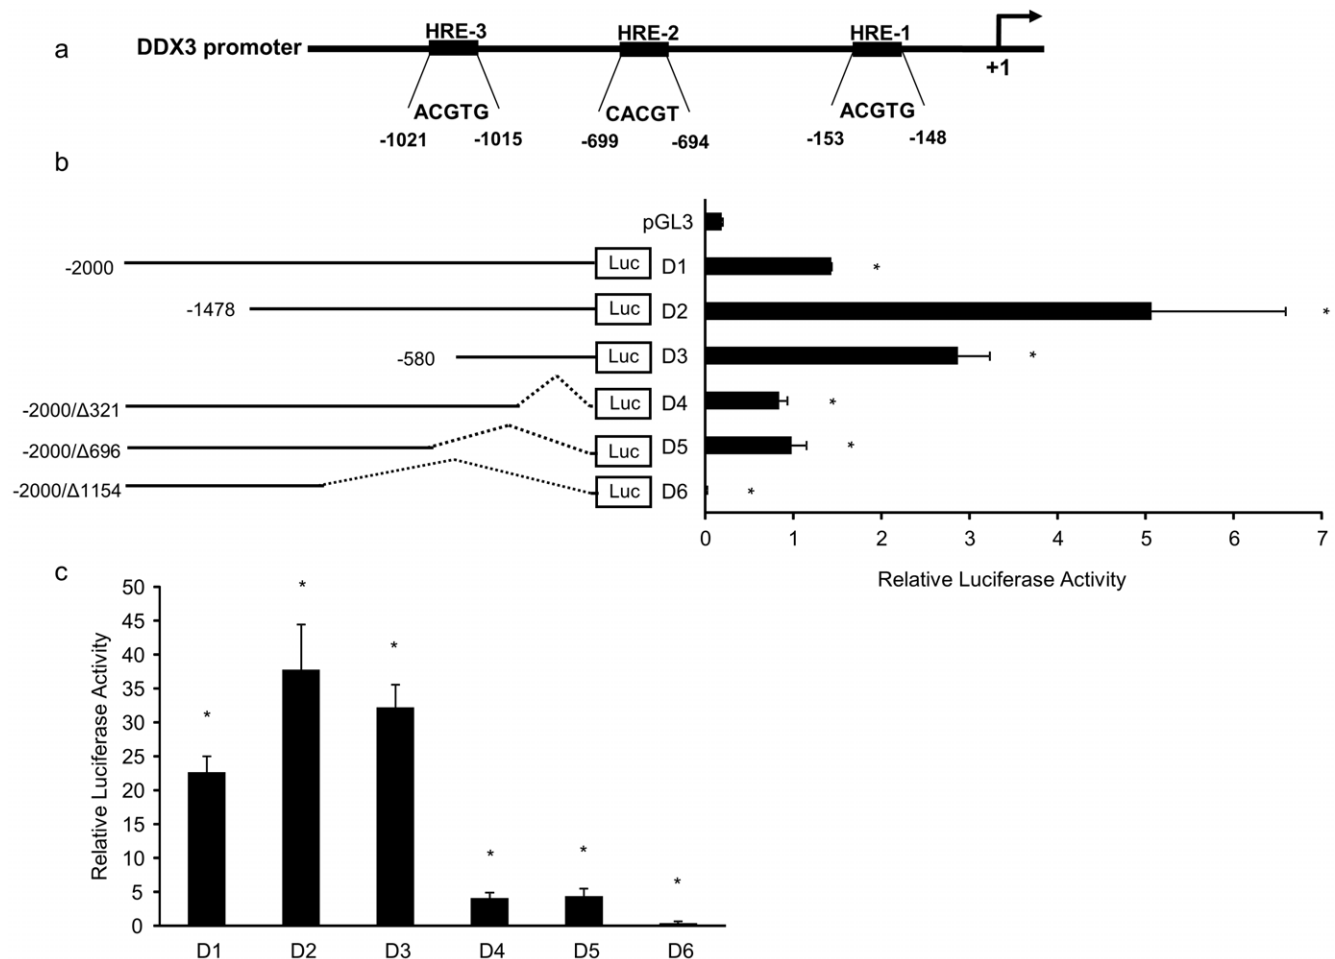 a
DDX3 promoter
HRE-3
HRE-2
HRE-1
+1
ACGTG
CACGT
ACGTG
-1021
-1015
-699
-694
-153
-148
b
pGL3
-2000
Luc
D1
*
-1478
Luc
D2
*
-580
Luc
D3
*
-2000/Δ321
Luc
D4
*
-2000/Δ696
Luc
D5
*
-2000/Δ1154
Luc
D6
*
0
1
2
3
4
5
6
7
Relative Luciferase Activity
c
Relative Luciferase Activity
50
45
40
35
30
25
20
15
10
5
0
*
*
*
*
*
*
D1
D2
D3
D4
D5
D6